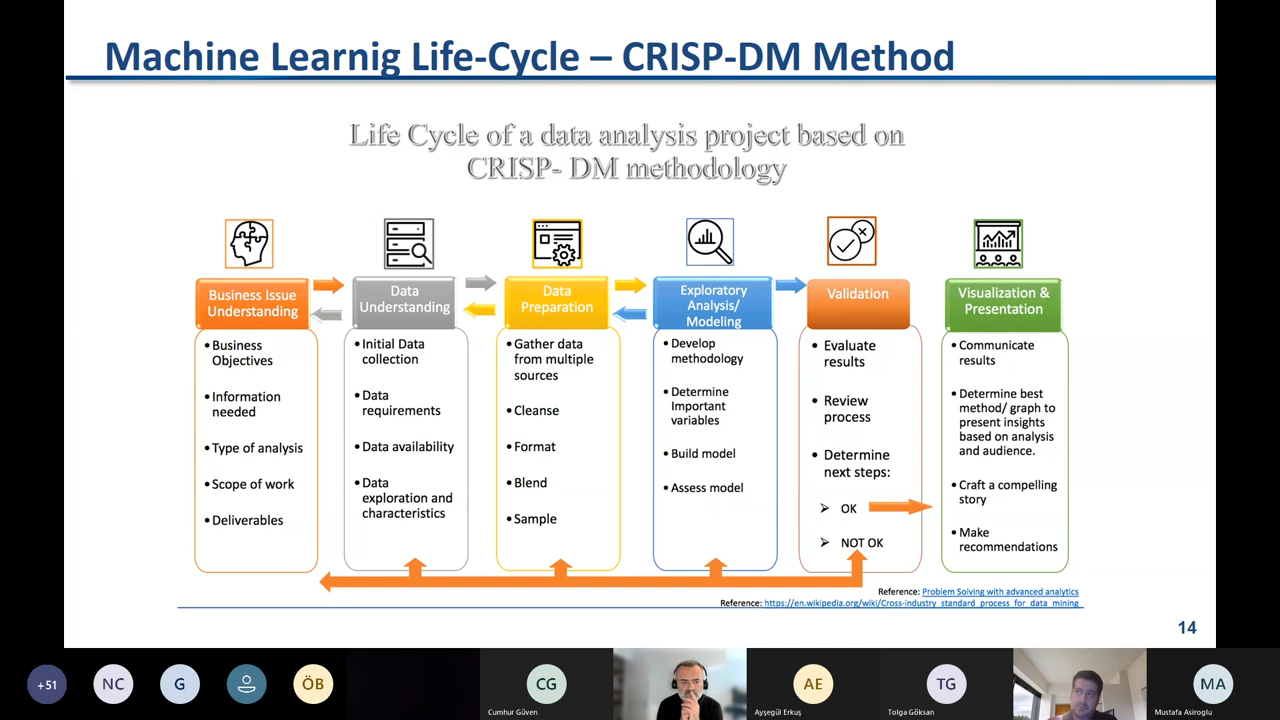 Machine Learnig Life-Cycle – CRISP-DM Method
Life Cycle of a data analysis project based on
CRISP- DM methodology
Business Issue
Understanding
• Business
Objectives
• Information
needed
• Type of analysis
• Scope of work
• Deliverables
Data
Understanding
• Initial Data
collection
• Data
requirements
• Data availability
• Data
exploration and
characteristics
Data
Preparation
• Gather data
from multiple
sources
• Cleanse
• Format
• Blend
• Sample
Exploratory
Analysis/
Modeling
• Develop
methodology
• Determine
Important
variables
• Build model
• Assess model
Validation
• Evaluate
results
• Review
process
• Determine
next steps:
➢ OK
➢ NOT OK
Visualization &
Presentation
• Communicate
results
• Determine best
method/ graph to
present insights
based on analysis
and audience.
• Craft a compelling
story
• Make
recommendations
Reference: Problem Solving with advanced analytics
Reference: https://en.wikipedia.org/wiki/Cross-industry_standard_process_for_data_mining
14
+51
NC
G
ÖB
CG
Cumhur Güven
AE
Ayşegül Erkuş
TG
Tolga Göksan
MA
Mustafa Asiroglu